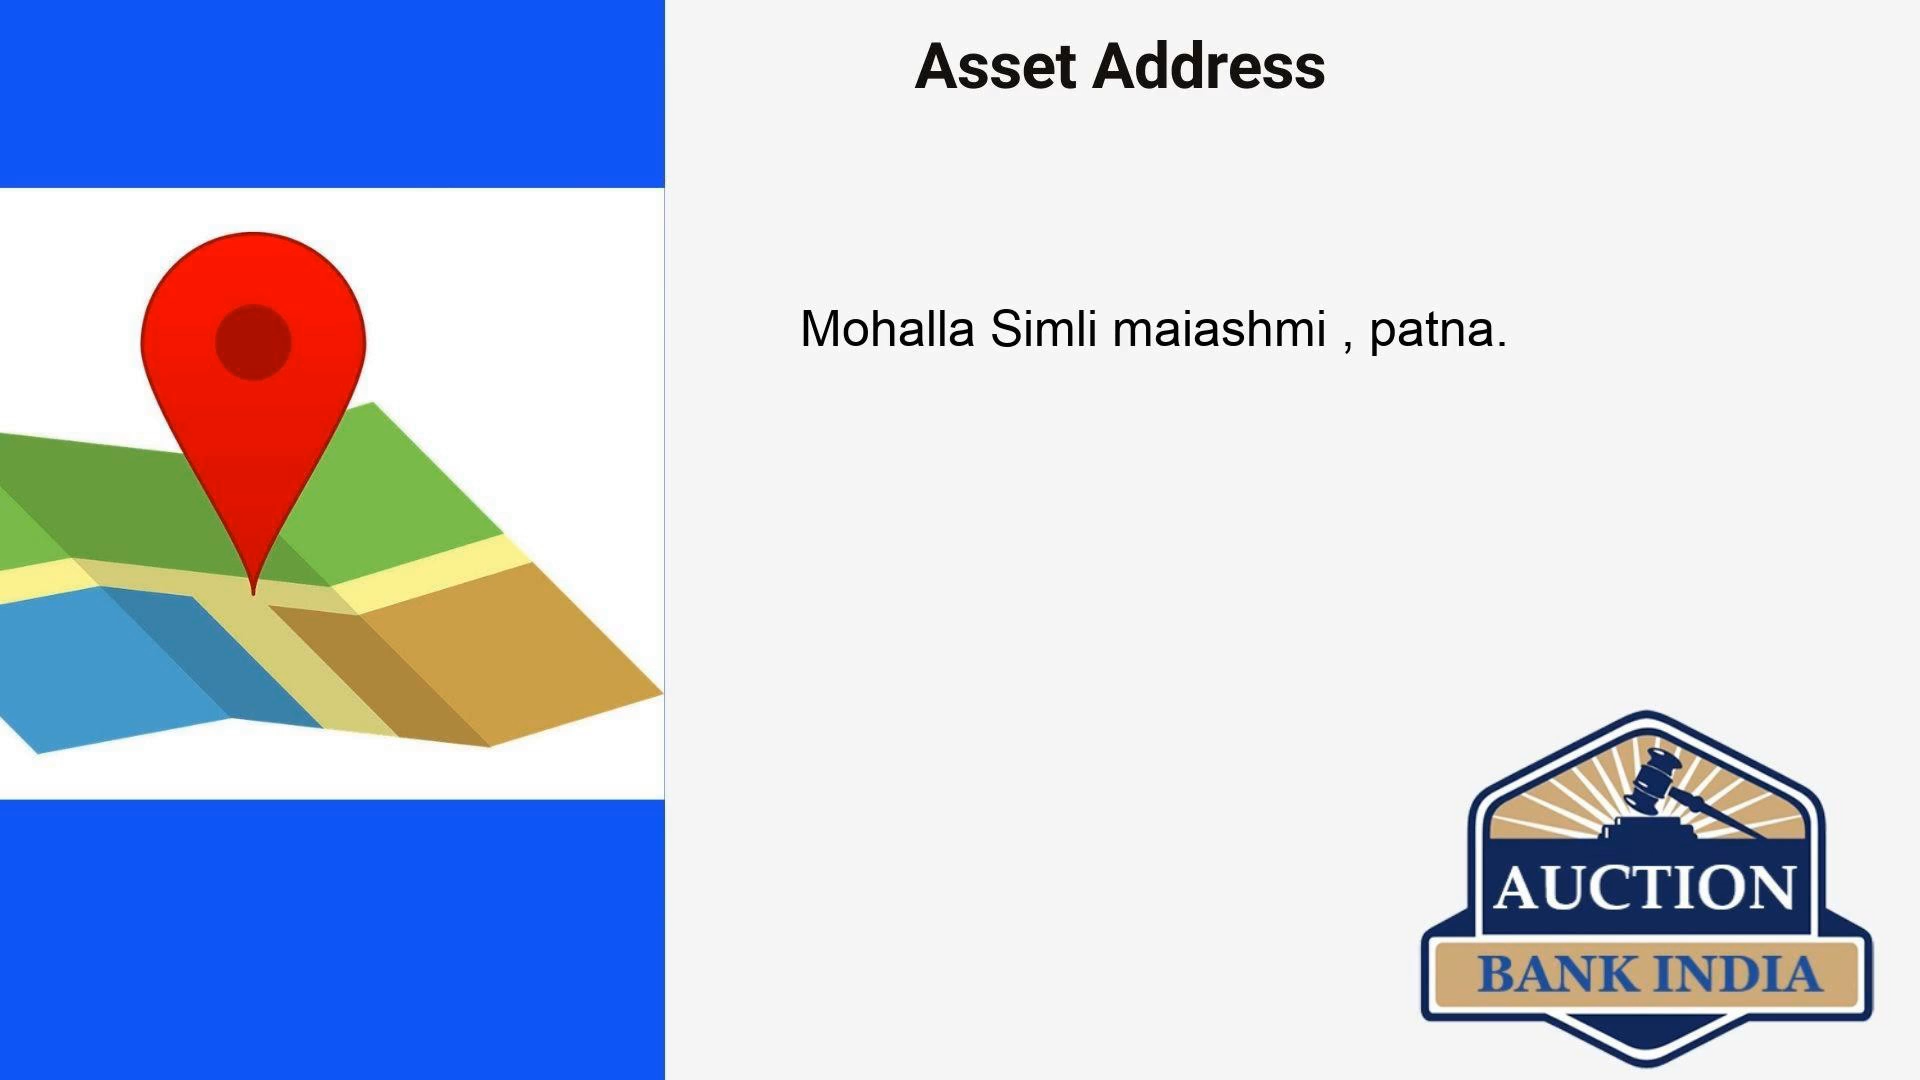 Asset Address
Mohalla Simli maiashmi , patna.
AUCTION
BANK INDIA